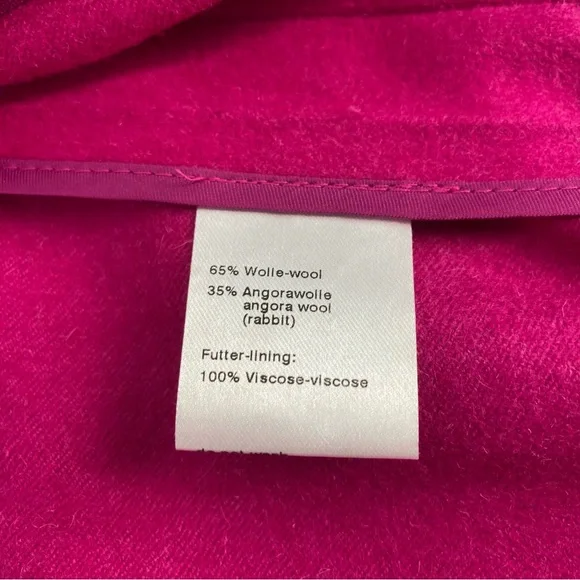 65% Wolle-wool
35% Angorawolle
angora wool
(rabbit)
Futter-lining:
100% Viscose-viscose